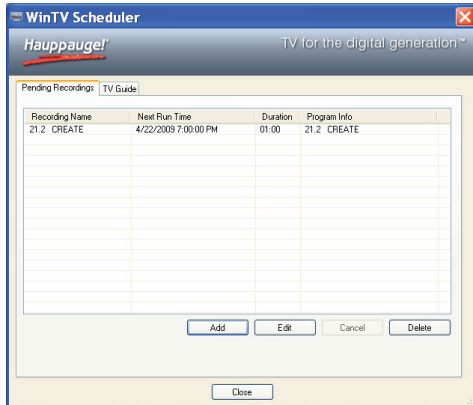 WinTV Scheduler
Hauppauge!
TV for the digital generation™
Pending Recordings TV Guide
Recording Name Next Run Time Duration Program Info
21.2 CREATE 4/22/2009 7:00:00 PM 01:00 21.2 CREATE
Add Edit Cancel Delete
Close